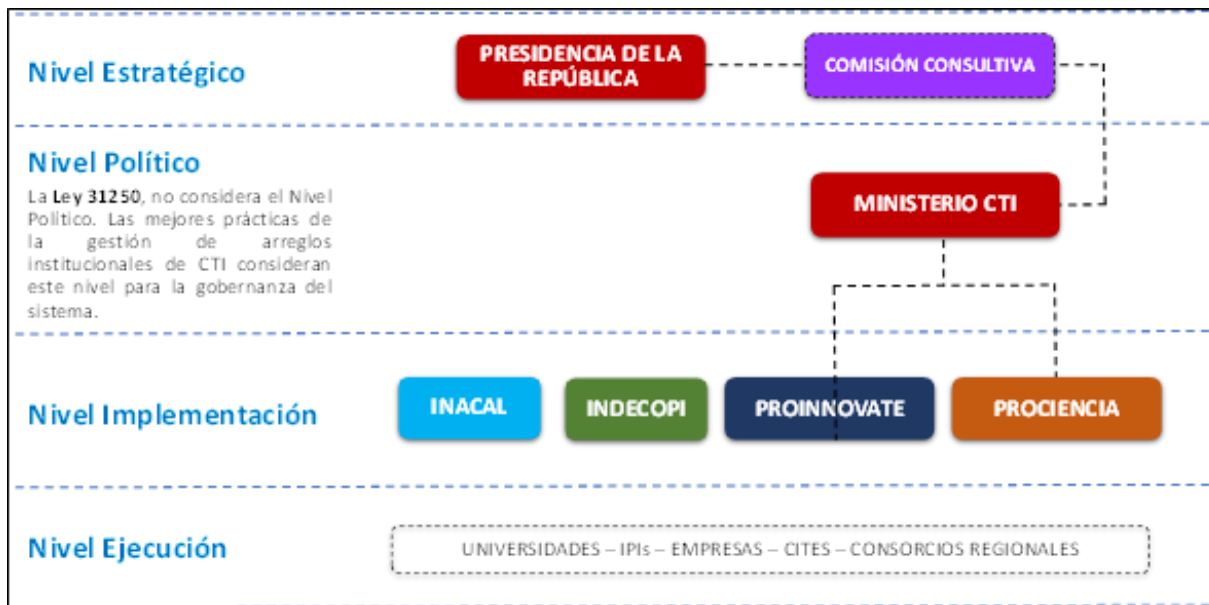 Nivel Estratégico
PRESIDENCIA DE LA
REPÚBLICA
COMISIÓN CONSULTIVA
Nivel Político
La Ley 31250, no considera el Nivel
Político. Las mejores prácticas de
la gestión de arreglos
institucionales de CTI consideran
este nivel para la gobernanza del
sistema.
MINISTERIO CTI
Nivel Implementación
INACAL
INDECOPI
PROINNOVATE
PROCIENCIA
Nivel Ejecución
UNIVERSIDADES – IPIs – EMPRESAS – CITES – CONSORCIOS REGIONALES